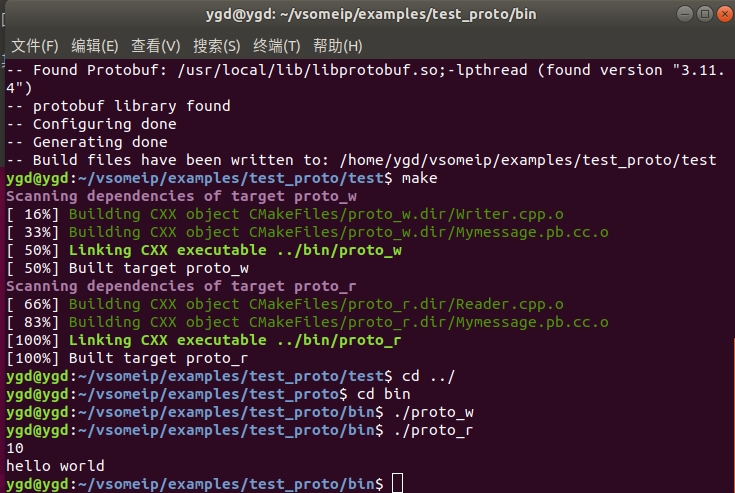 ygd@ygd: ~/vsomeip/examples/test_proto/bin
文件(F) 编辑(E) 查看(V) 搜索(S) 终端(T) 帮助(H)
-- Found Protobuf: /usr/local/lib/libprotobuf.so;-lpthread (found version "3.11.
4")
-- protobuf library found
-- Configuring done
-- Generating done
-- Build files have been written to: /home/ygd/vsomeip/examples/test_proto/test
ygd@ygd:~/vsomeip/examples/test_proto/test$ make
Scanning dependencies of target proto_w
[ 16%] Building CXX object CMakeFiles/proto_w.dir/Writer.cpp.o
[ 33%] Building CXX object CMakeFiles/proto_w.dir/Mymessage.pb.cc.o
[ 50%] Linking CXX executable ../bin/proto_w
[ 50%] Built target proto_w
Scanning dependencies of target proto_r
[ 66%] Building CXX object CMakeFiles/proto_r.dir/Reader.cpp.o
[ 83%] Building CXX object CMakeFiles/proto_r.dir/Mymessage.pb.cc.o
[100%] Linking CXX executable ../bin/proto_r
[100%] Built target proto_r
ygd@ygd:~/vsomeip/examples/test_proto/test$ cd ../
ygd@ygd:~/vsomeip/examples/test_proto$ cd bin
ygd@ygd:~/vsomeip/examples/test_proto/bin$ ./proto_w
ygd@ygd:~/vsomeip/examples/test_proto/bin$ ./proto_r
10
hello world
ygd@ygd:~/vsomeip/examples/test_proto/bin$